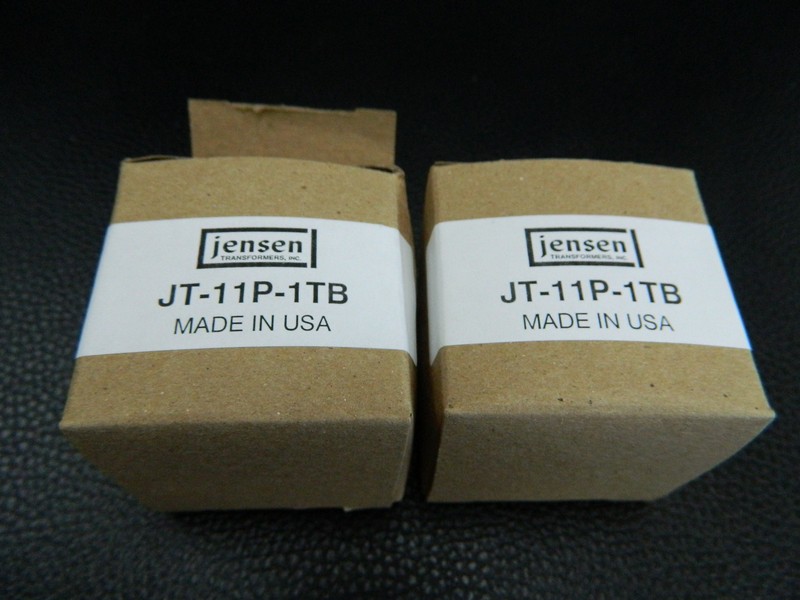 jensen
TRANSFORMERS, INC.
JT-11P-1TB
MADE IN USA
jensen
TRANSFORMERS, INC.
JT-11P-1TB
MADE IN USA